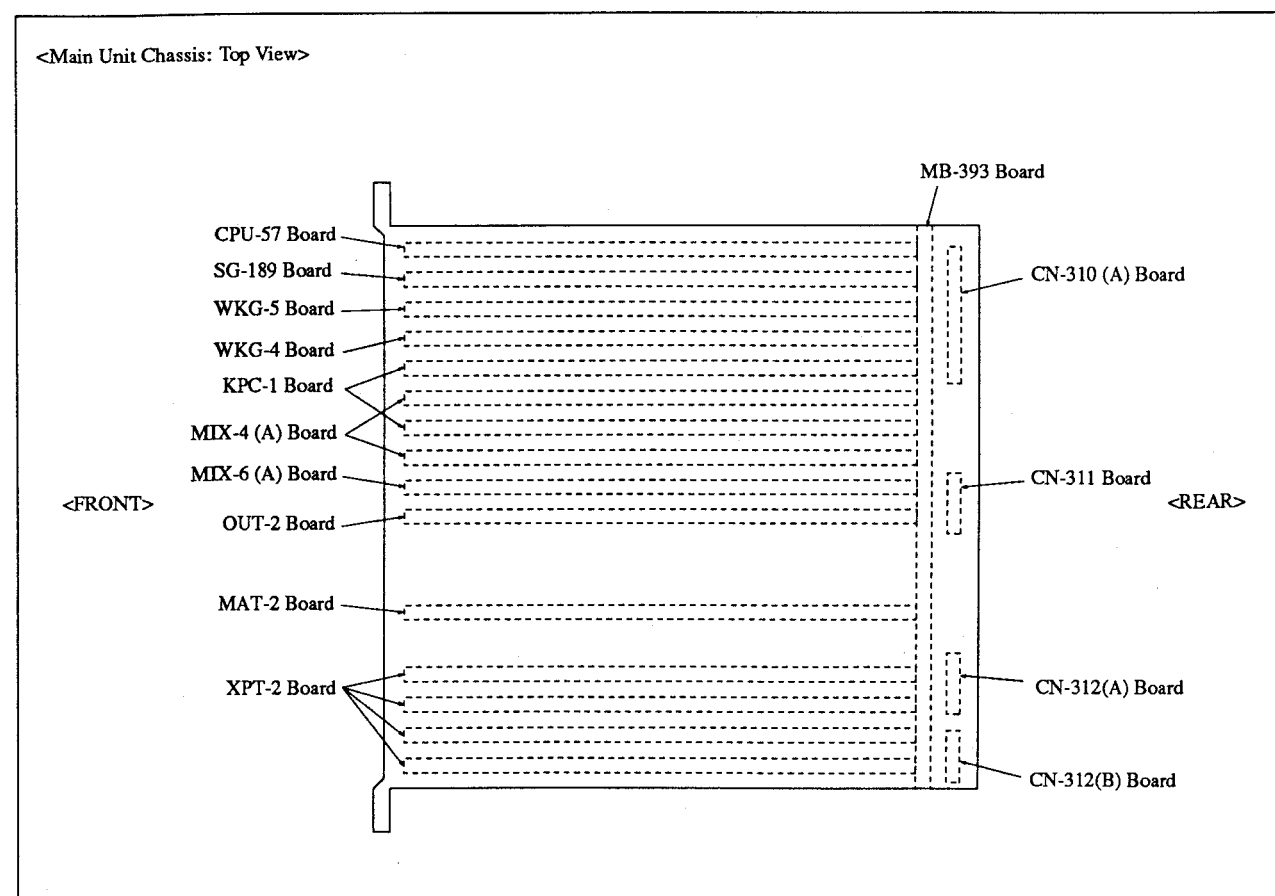 <Main Unit Chassis: Top View>
MB-393 Board
CPU-57 Board
SG-189 Board
WKG-5 Board
WKG-4 Board
KPC-1 Board
MIX-4 (A) Board
MIX-6 (A) Board
OUT-2 Board
MAT-2 Board
XPT-2 Board
<FRONT>
CN-310 (A) Board
CN-311 Board
<REAR>
CN-312(A) Board
CN-312(B) Board